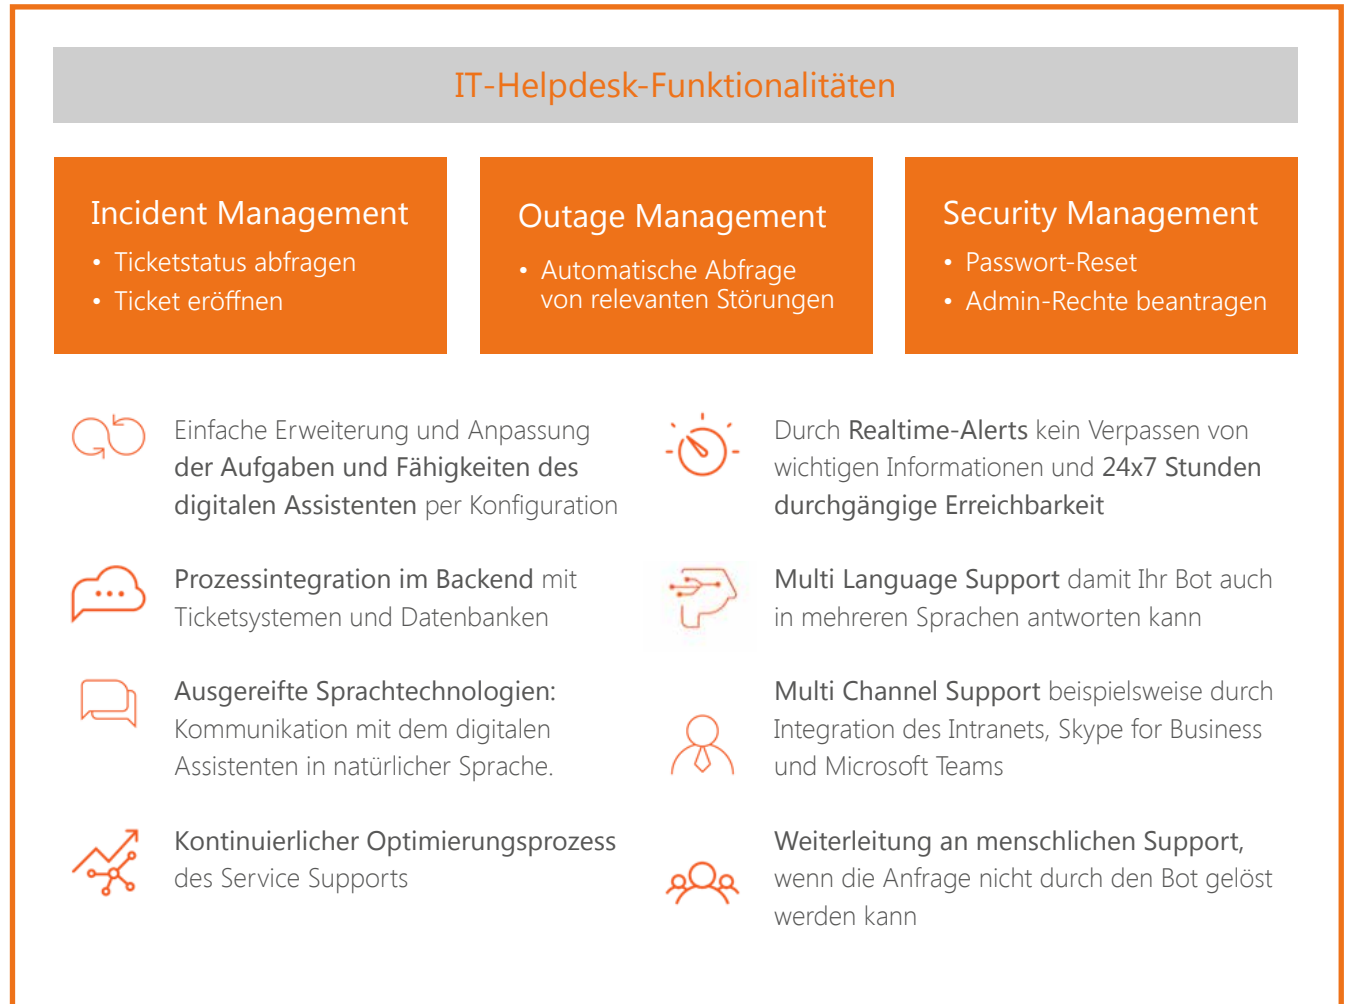 IT-Helpdesk-Funktionalitäten
Incident Management
• Ticketstatus abfragen
• Ticket eröffnen
Outage Management
• Automatische Abfrage
von relevanten Störungen
Security Management
• Passwort-Reset
• Admin-Rechte beantragen
Einfache Erweiterung und Anpassung
der Aufgaben und Fähigkeiten des
digitalen Assistenten per Konfiguration
Prozessintegration im Backend mit
Ticketsystemen und Datenbanken
Ausgereifte Sprachtechnologien:
Kommunikation mit dem digitalen
Assistenten in natürlicher Sprache.
Kontinuierlicher Optimierungsprozess
des Service Supports
Durch Realtime-Alerts kein Verpassen von
wichtigen Informationen und 24x7 Stunden
durchgängige Erreichbarkeit
Multi Language Support damit Ihr Bot auch
in mehreren Sprachen antworten kann
Multi Channel Support beispielsweise durch
Integration des Intranets, Skype for Business
und Microsoft Teams
Weiterleitung an menschlichen Support,
wenn die Anfrage nicht durch den Bot gelöst
werden kann